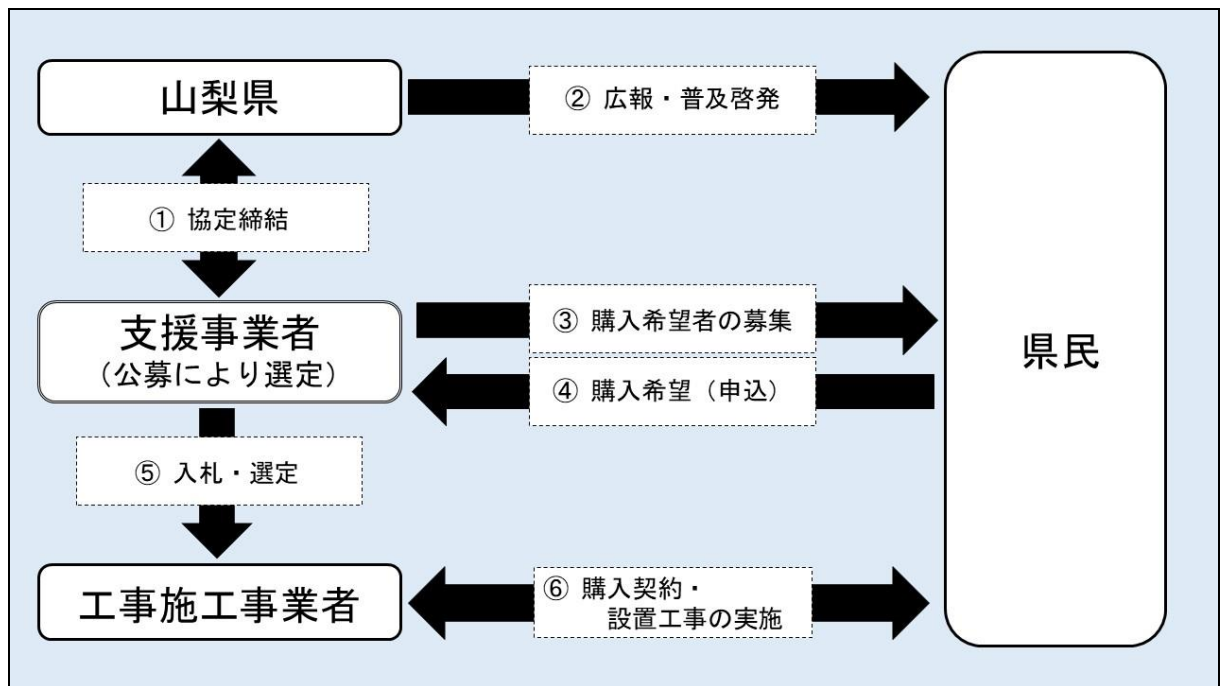 山梨県
② 広報・普及啓発
① 協定締結
支援事業者
（公募により選定）
③ 購入希望者の募集
④ 購入希望（申込）
県民
⑤ 入札・選定
工事施工事業者
⑥ 購入契約・
設置工事の実施